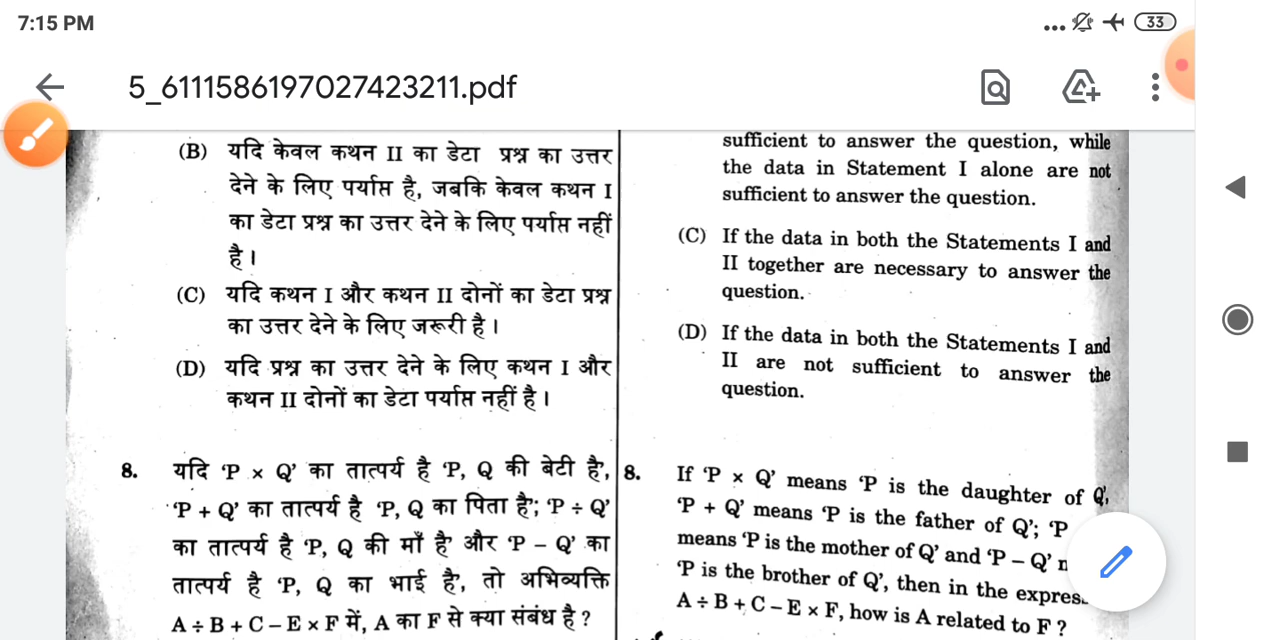 7:15 PM
33
5_6111586197027423211.pdf
(B) यदि केवल कथन II का डेटा प्रश्न का उत्तर
देने के लिए पर्याप्त है, जबकि केवल कथन I
का डेटा प्रश्न का उत्तर देने के लिए पर्याप्त नहीं
है।
(C) यदि कथन I और कथन II दोनों का डेटा प्रश्न
का उत्तर देने के लिए जरूरी है।
(D) यदि प्रश्न का उत्तर देने के लिए कथन I और
कथन II दोनों का डेटा पर्याप्त नहीं है।
8. यदि 'P × Q' का तात्पर्य है 'P, Q की बेटी है',
'P + Q' का तात्पर्य है 'P, Q का पिता है'; 'P ÷ Q'
का तात्पर्य है 'P, Q की माँ है' और 'P – Q' का
तात्पर्य है 'P, Q का भाई है', तो अभिव्यक्ति
A ÷ B + C – E × F में, A का F से क्या संबंध है ?
sufficient to answer the question, while
the data in Statement I alone are not
sufficient to answer the question.
(C) If the data in both the Statements I and
II together are necessary to answer the
question.
(D) If the data in both the Statements I and
II are not sufficient to answer the
question.
8. If 'P × Q' means 'P is the daughter of Q',
'P + Q' means 'P is the father of Q'; 'P
means 'P is the mother of Q' and 'P – Q'
'P is the brother of Q', then in the
A ÷ B + C – E × F, how is A related to F ?